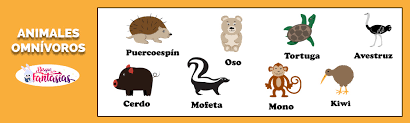 ANIMALES
OMNÍVOROS
Fantasías
Puercoespín
Oso
Tortuga
Avestruz
Cerdo
Mofeta
Mono
Kiwi